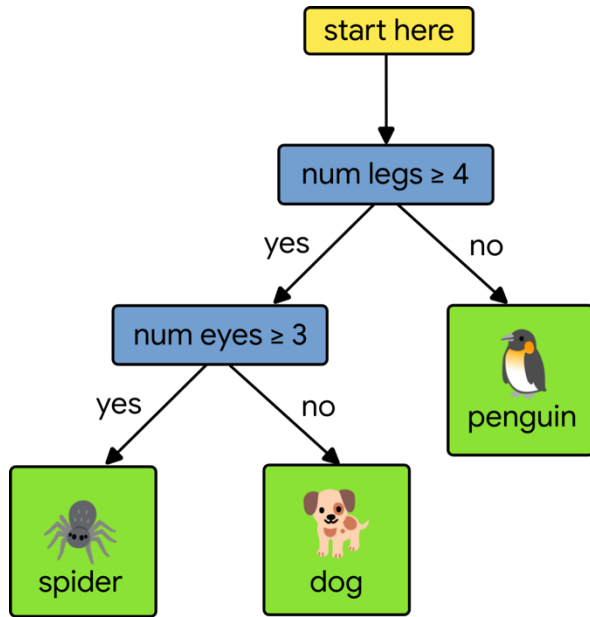 start here
num legs ≥ 4
yes
no
num eyes ≥ 3
penguin
yes
no
spider
dog